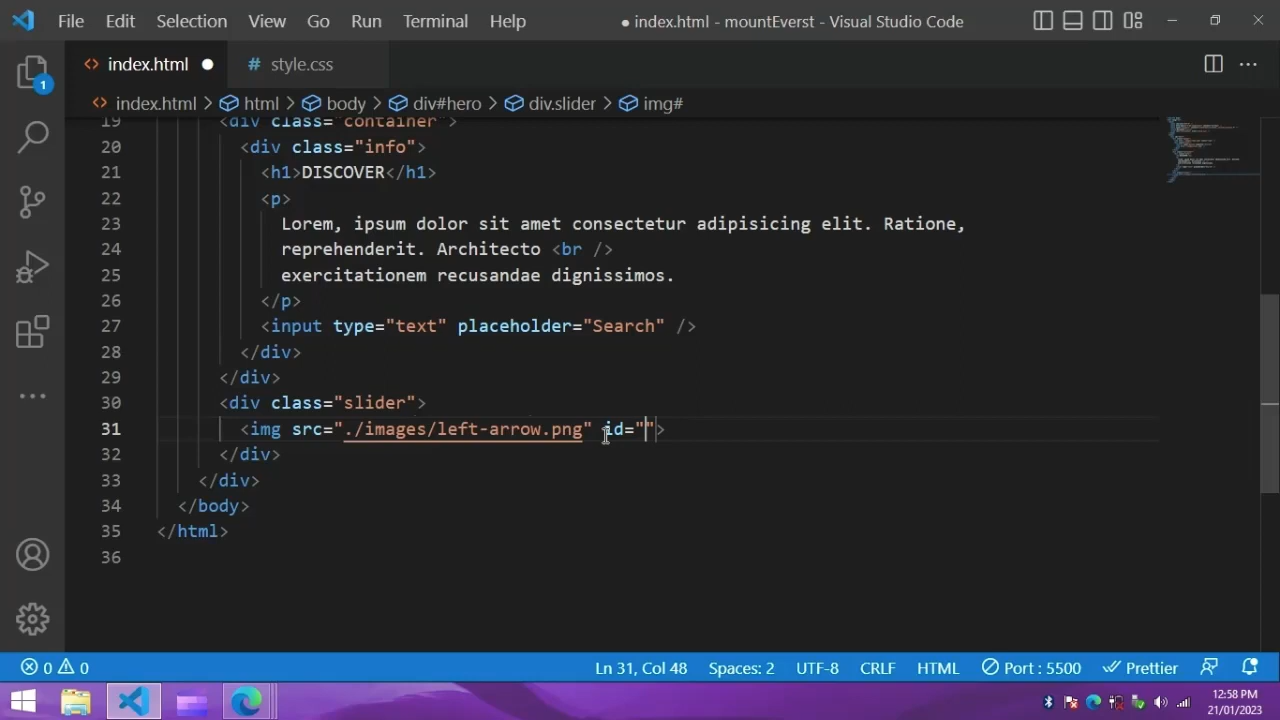 File Edit Selection View Go Run Terminal Help ● index.html - mountEverst - Visual Studio Code
<> index.html ● # style.css
1
<> index.html > html > body > div#hero > div.slider > img#
19 <div class="container">
20 <div class="info">
21 <h1>DISCOVER</h1>
22 <p>
23 Lorem, ipsum dolor sit amet consectetur adipisicing elit. Ratione,
24 reprehenderit. Architecto <br />
25 exercitationem recusandae dignissimos.
26 </p>
27 <input type="text" placeholder="Search" />
28 </div>
29 </div>
30 <div class="slider">
31 <img src="./images/left-arrow.png" id="">
32 </div>
33 </div>
34 </body>
35 </html>
36
0 0 Ln 31, Col 48 Spaces: 2 UTF-8 CRLF HTML Port : 5500 Prettier
12:58 PM
21/01/2023